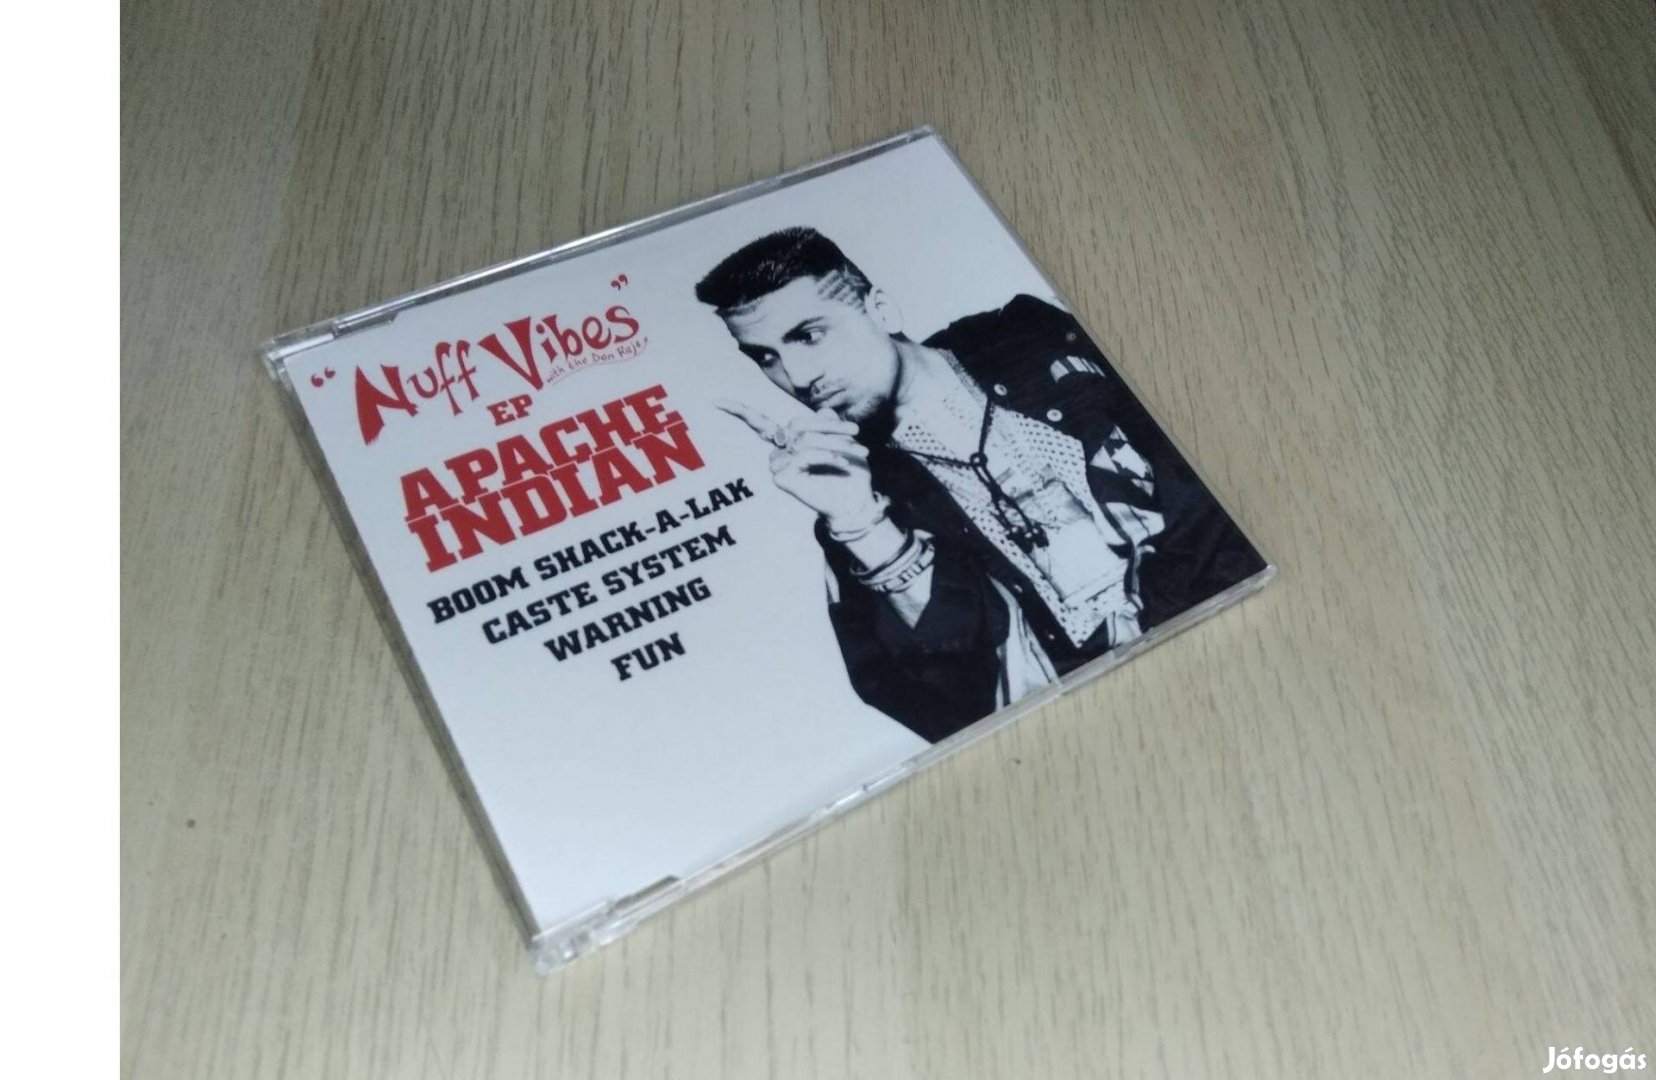 “Nuff Vibes”
with the Don Raja
EP
APACHE
INDIAN
BOOM SHACK-A-LAK
CASTE SYSTEM
WARNING
FUN
Jófogás